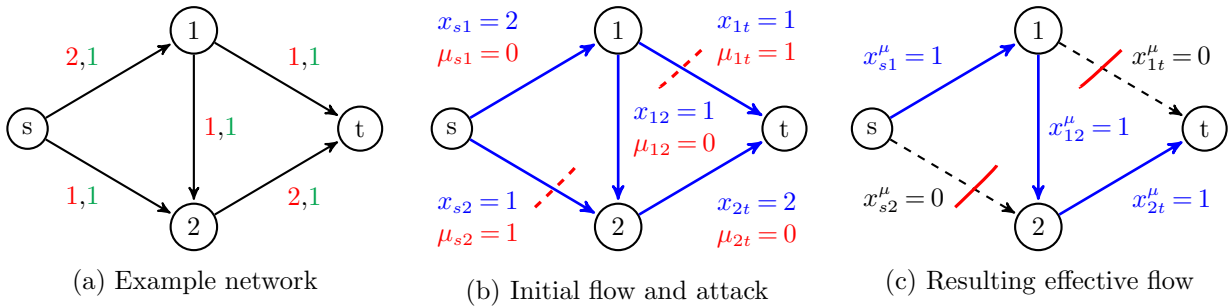 1
2,1
1,1
s
1,1
t
1,1
2,1
2
(a) Example network
x_{s1} = 2
μ_{s1} = 0
1
x_{1t} = 1
μ_{1t} = 1
s
x_{12} = 1
μ_{12} = 0
t
x_{s2} = 1
μ_{s2} = 1
2
x_{2t} = 2
μ_{2t} = 0
(b) Initial flow and attack
1
x^μ_{s1} = 1
x^μ_{1t} = 0
s
x^μ_{12} = 1
t
x^μ_{s2} = 0
2
x^μ_{2t} = 1
(c) Resulting effective flow